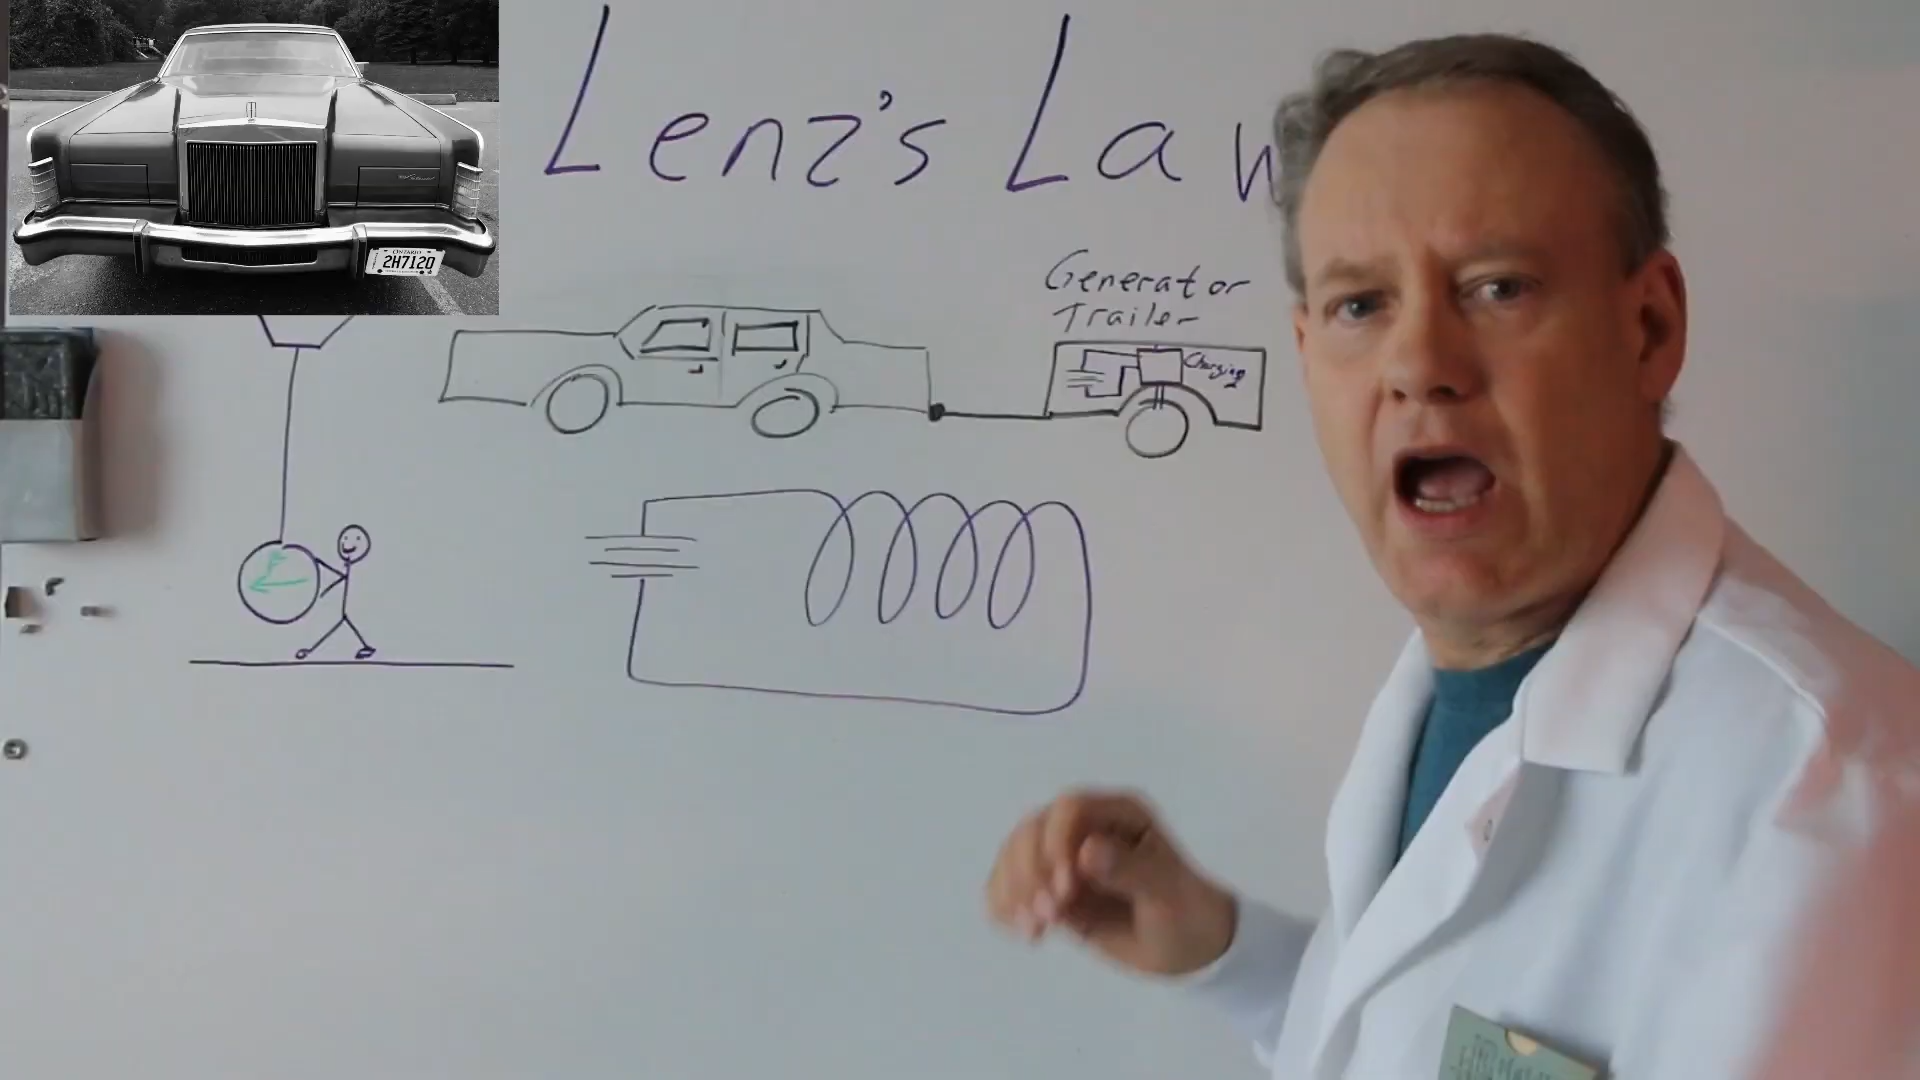 Lenz's Law
ONTARIO
2H7120
Generator
Trailer
Charging
F